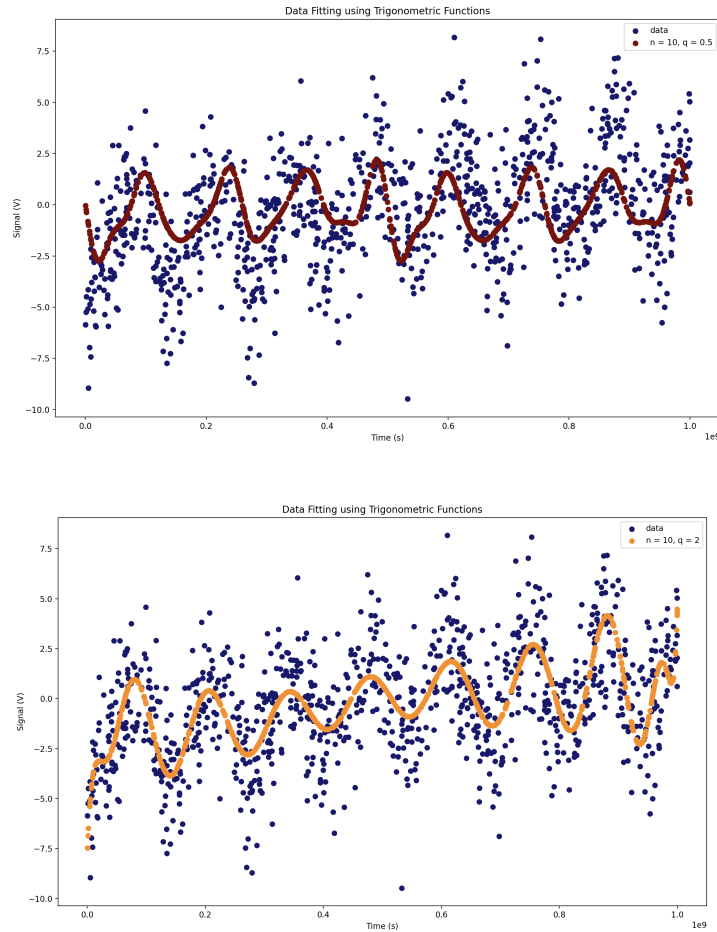 Data Fitting using Trigonometric Functions
data
n = 10, q = 0.5
Signal (V)
7.5
5.0
2.5
0.0
−2.5
−5.0
−7.5
−10.0
0.0 0.2 0.4 0.6 0.8 1.0
Time (s)
1e9
Data Fitting using Trigonometric Functions
data
n = 10, q = 2
Signal (V)
7.5
5.0
2.5
0.0
−2.5
−5.0
−7.5
−10.0
0.0 0.2 0.4 0.6 0.8 1.0
Time (s)
1e9